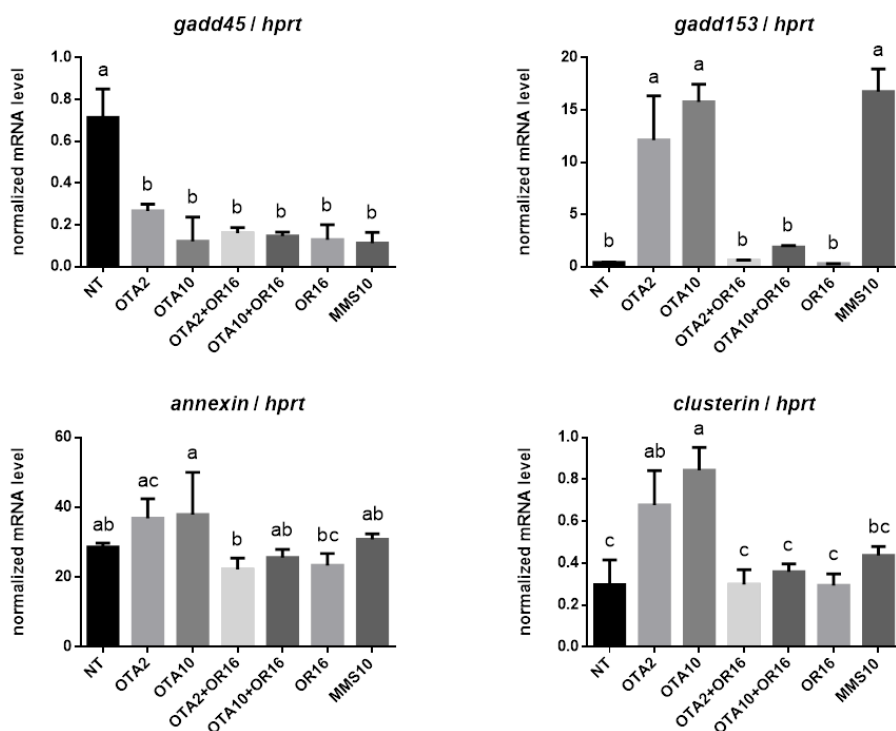 gadd45 / hprt
normalized mRNA level
1.0
0.8
0.6
0.4
0.2
0.0
a
b
b
b
b
b
b
NT
OTA2
OTA10
OTA2+OR16
OTA10+OR16
OR16
MMS10
gadd153 / hprt
normalized mRNA level
20
15
10
5
0
b
a
a
b
b
b
a
NT
OTA2
OTA10
OTA2+OR16
OTA10+OR16
OR16
MMS10
annexin / hprt
normalized mRNA level
60
40
20
0
ab
ac
a
b
ab
bc
ab
NT
OTA2
OTA10
OTA2+OR16
OTA10+OR16
OR16
MMS10
clusterin / hprt
normalized mRNA level
1.0
0.8
0.6
0.4
0.2
0.0
c
ab
a
c
c
c
bc
NT
OTA2
OTA10
OTA2+OR16
OTA10+OR16
OR16
MMS10